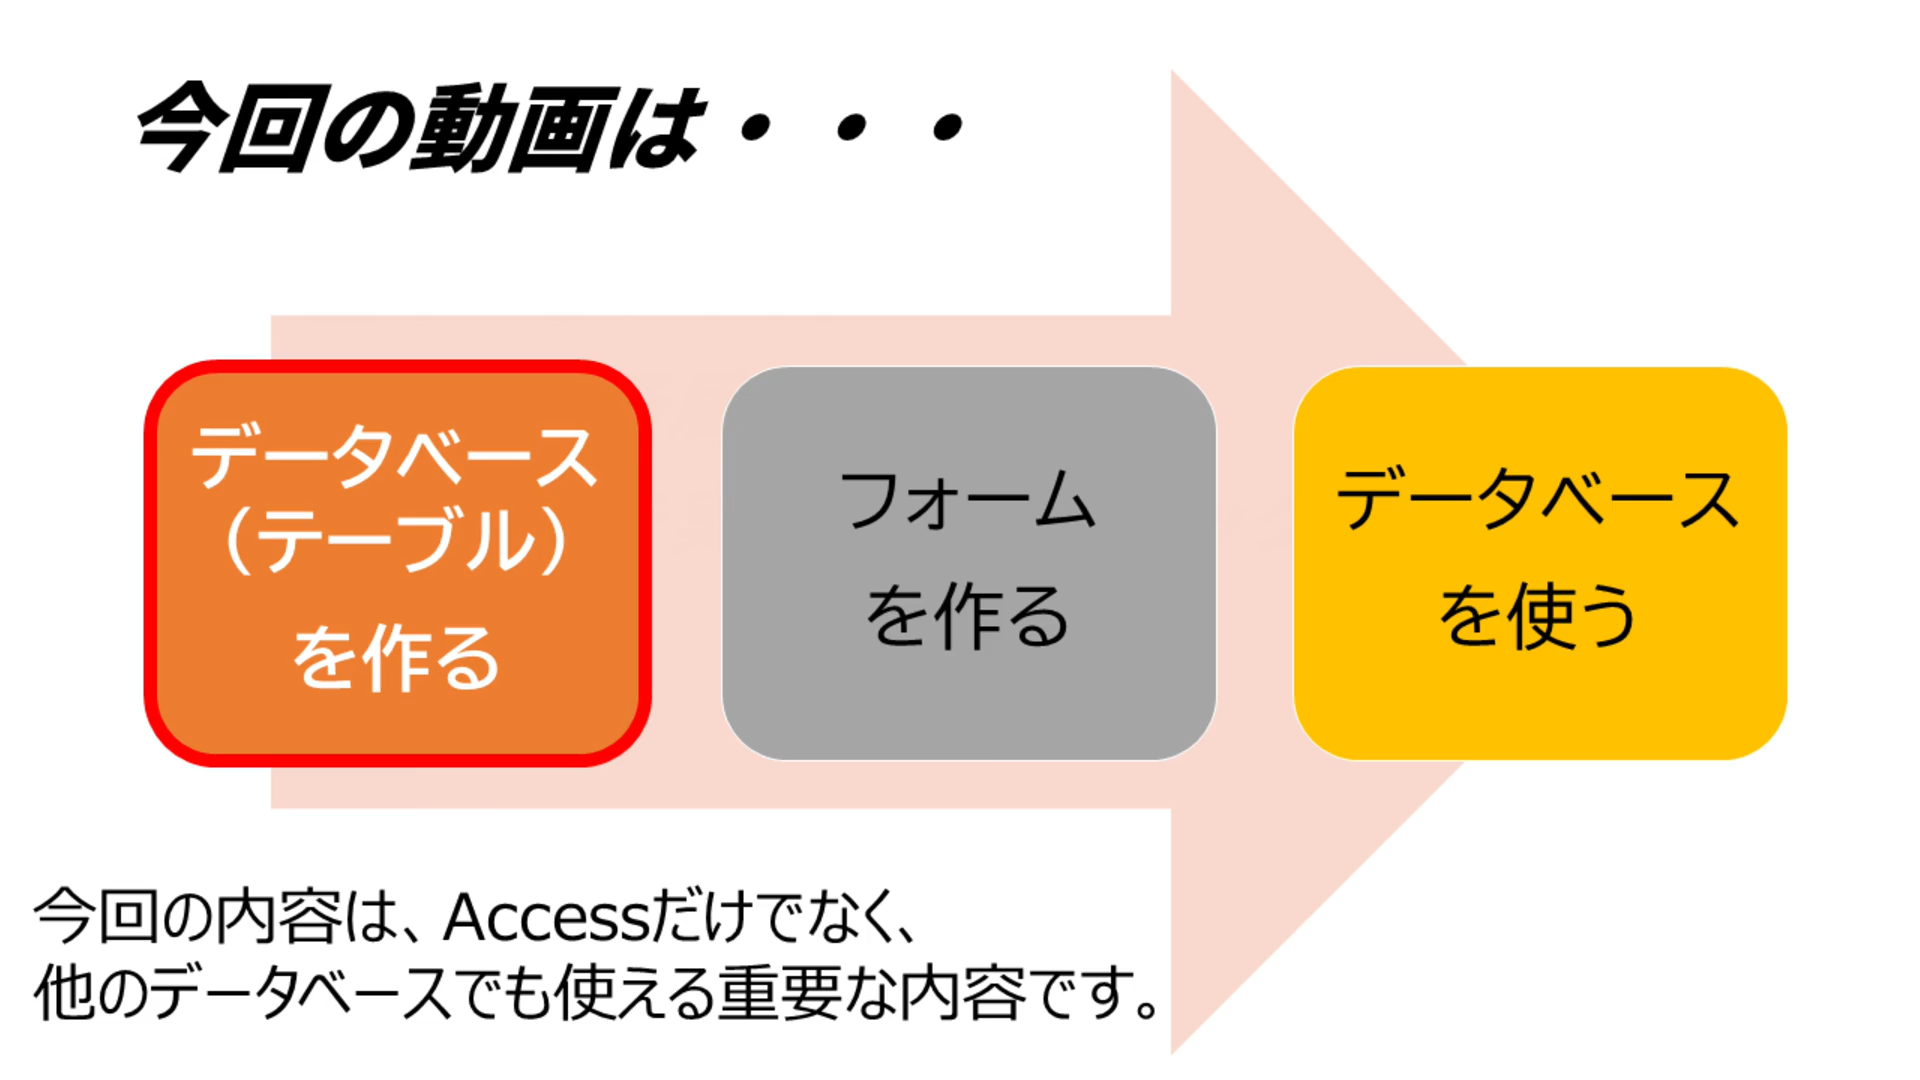 今回の動画は・・・
データベース
（テーブル）
を作る
フォーム
を作る
データベース
を使う
今回の内容は、Accessだけでなく、
他のデータベースでも使える重要な内容です。